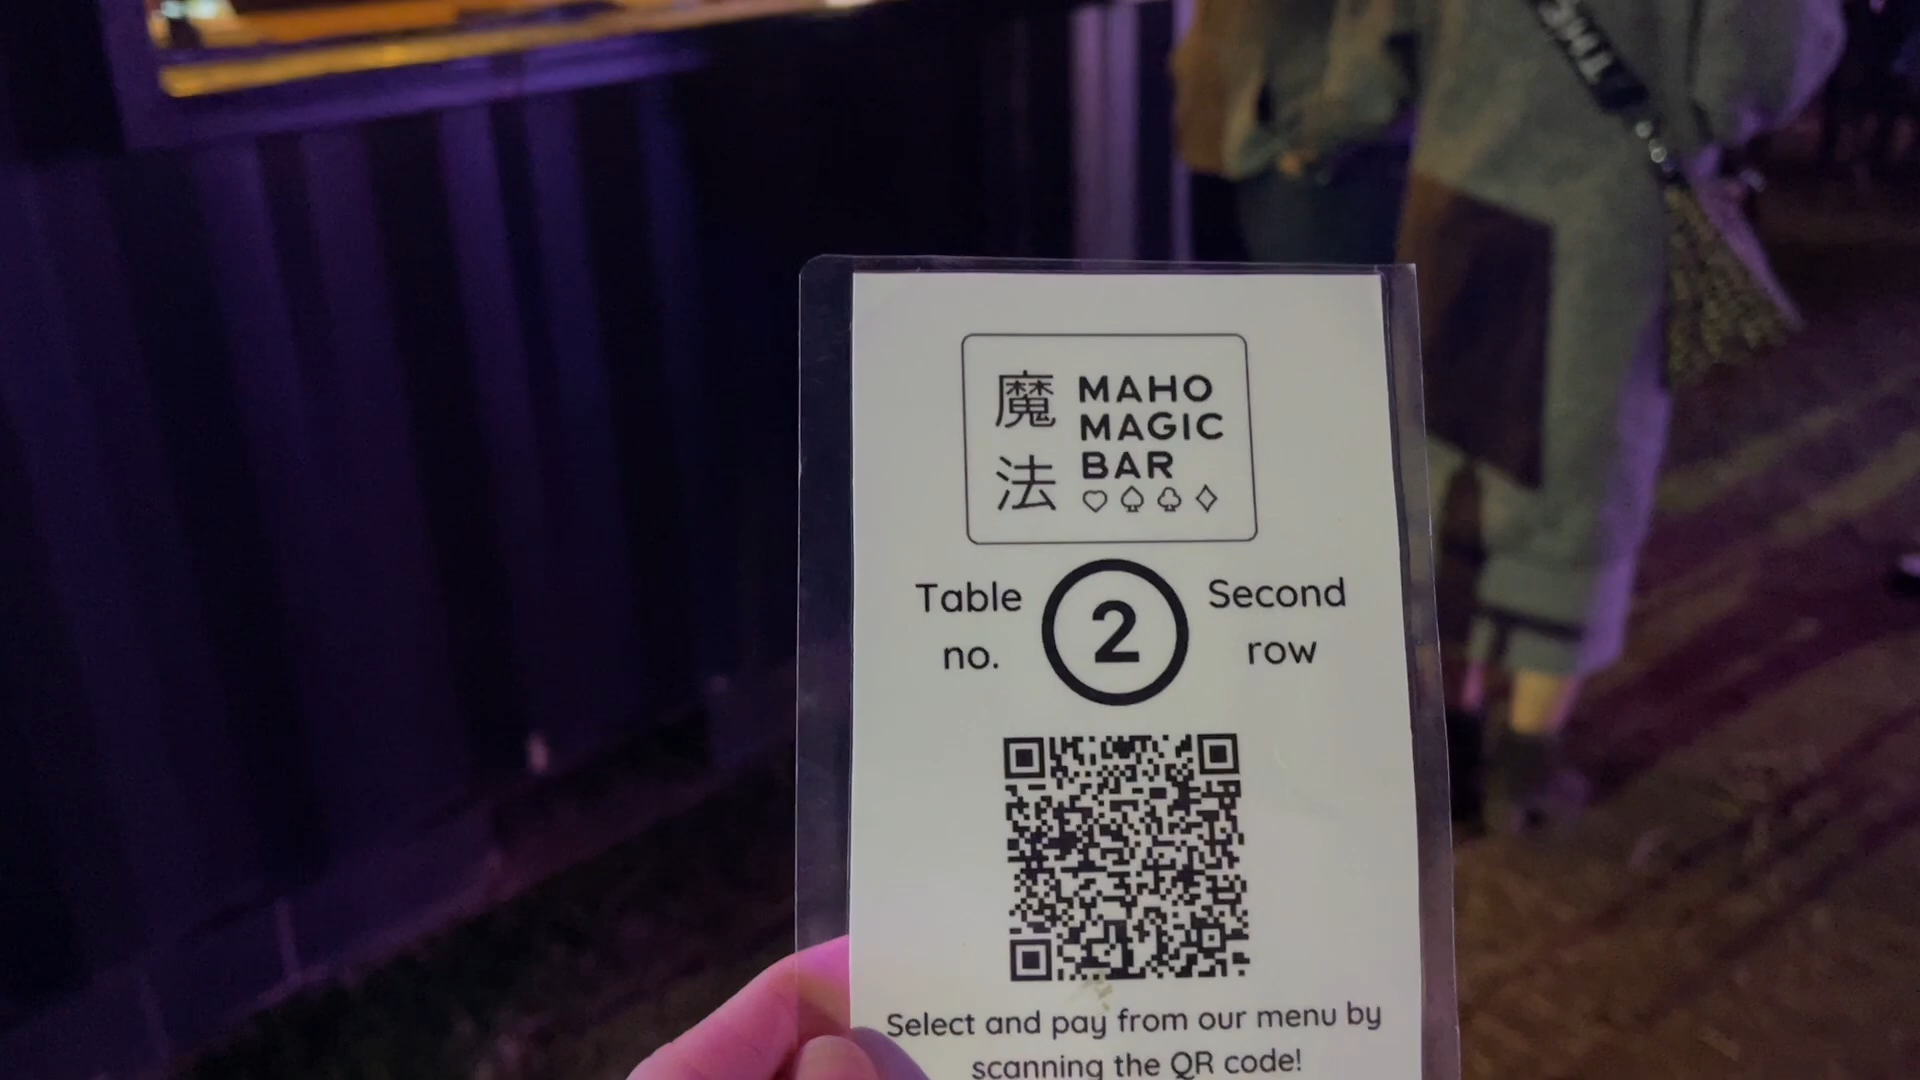 魔法
MAHO
MAGIC
BAR
Table
no.
2
Second
row
Select and pay from our menu by
scanning the QR code!